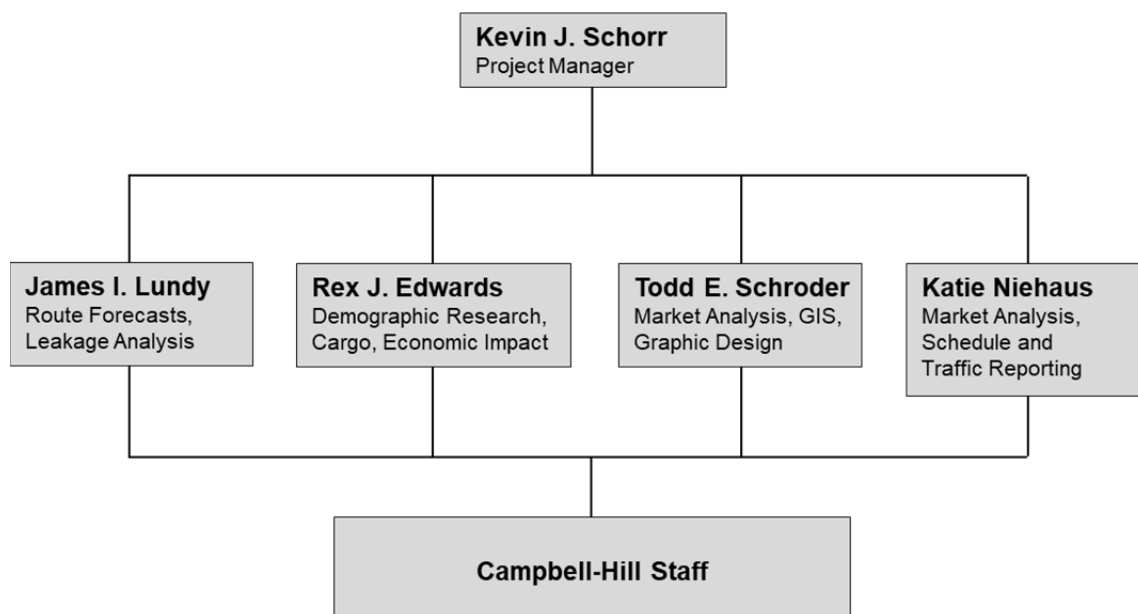 Kevin J. Schorr
Project Manager
James I. Lundy
Route Forecasts,
Leakage Analysis
Rex J. Edwards
Demographic Research,
Cargo, Economic Impact
Todd E. Schroder
Market Analysis, GIS,
Graphic Design
Katie Niehaus
Market Analysis,
Schedule and
Traffic Reporting
Campbell-Hill Staff